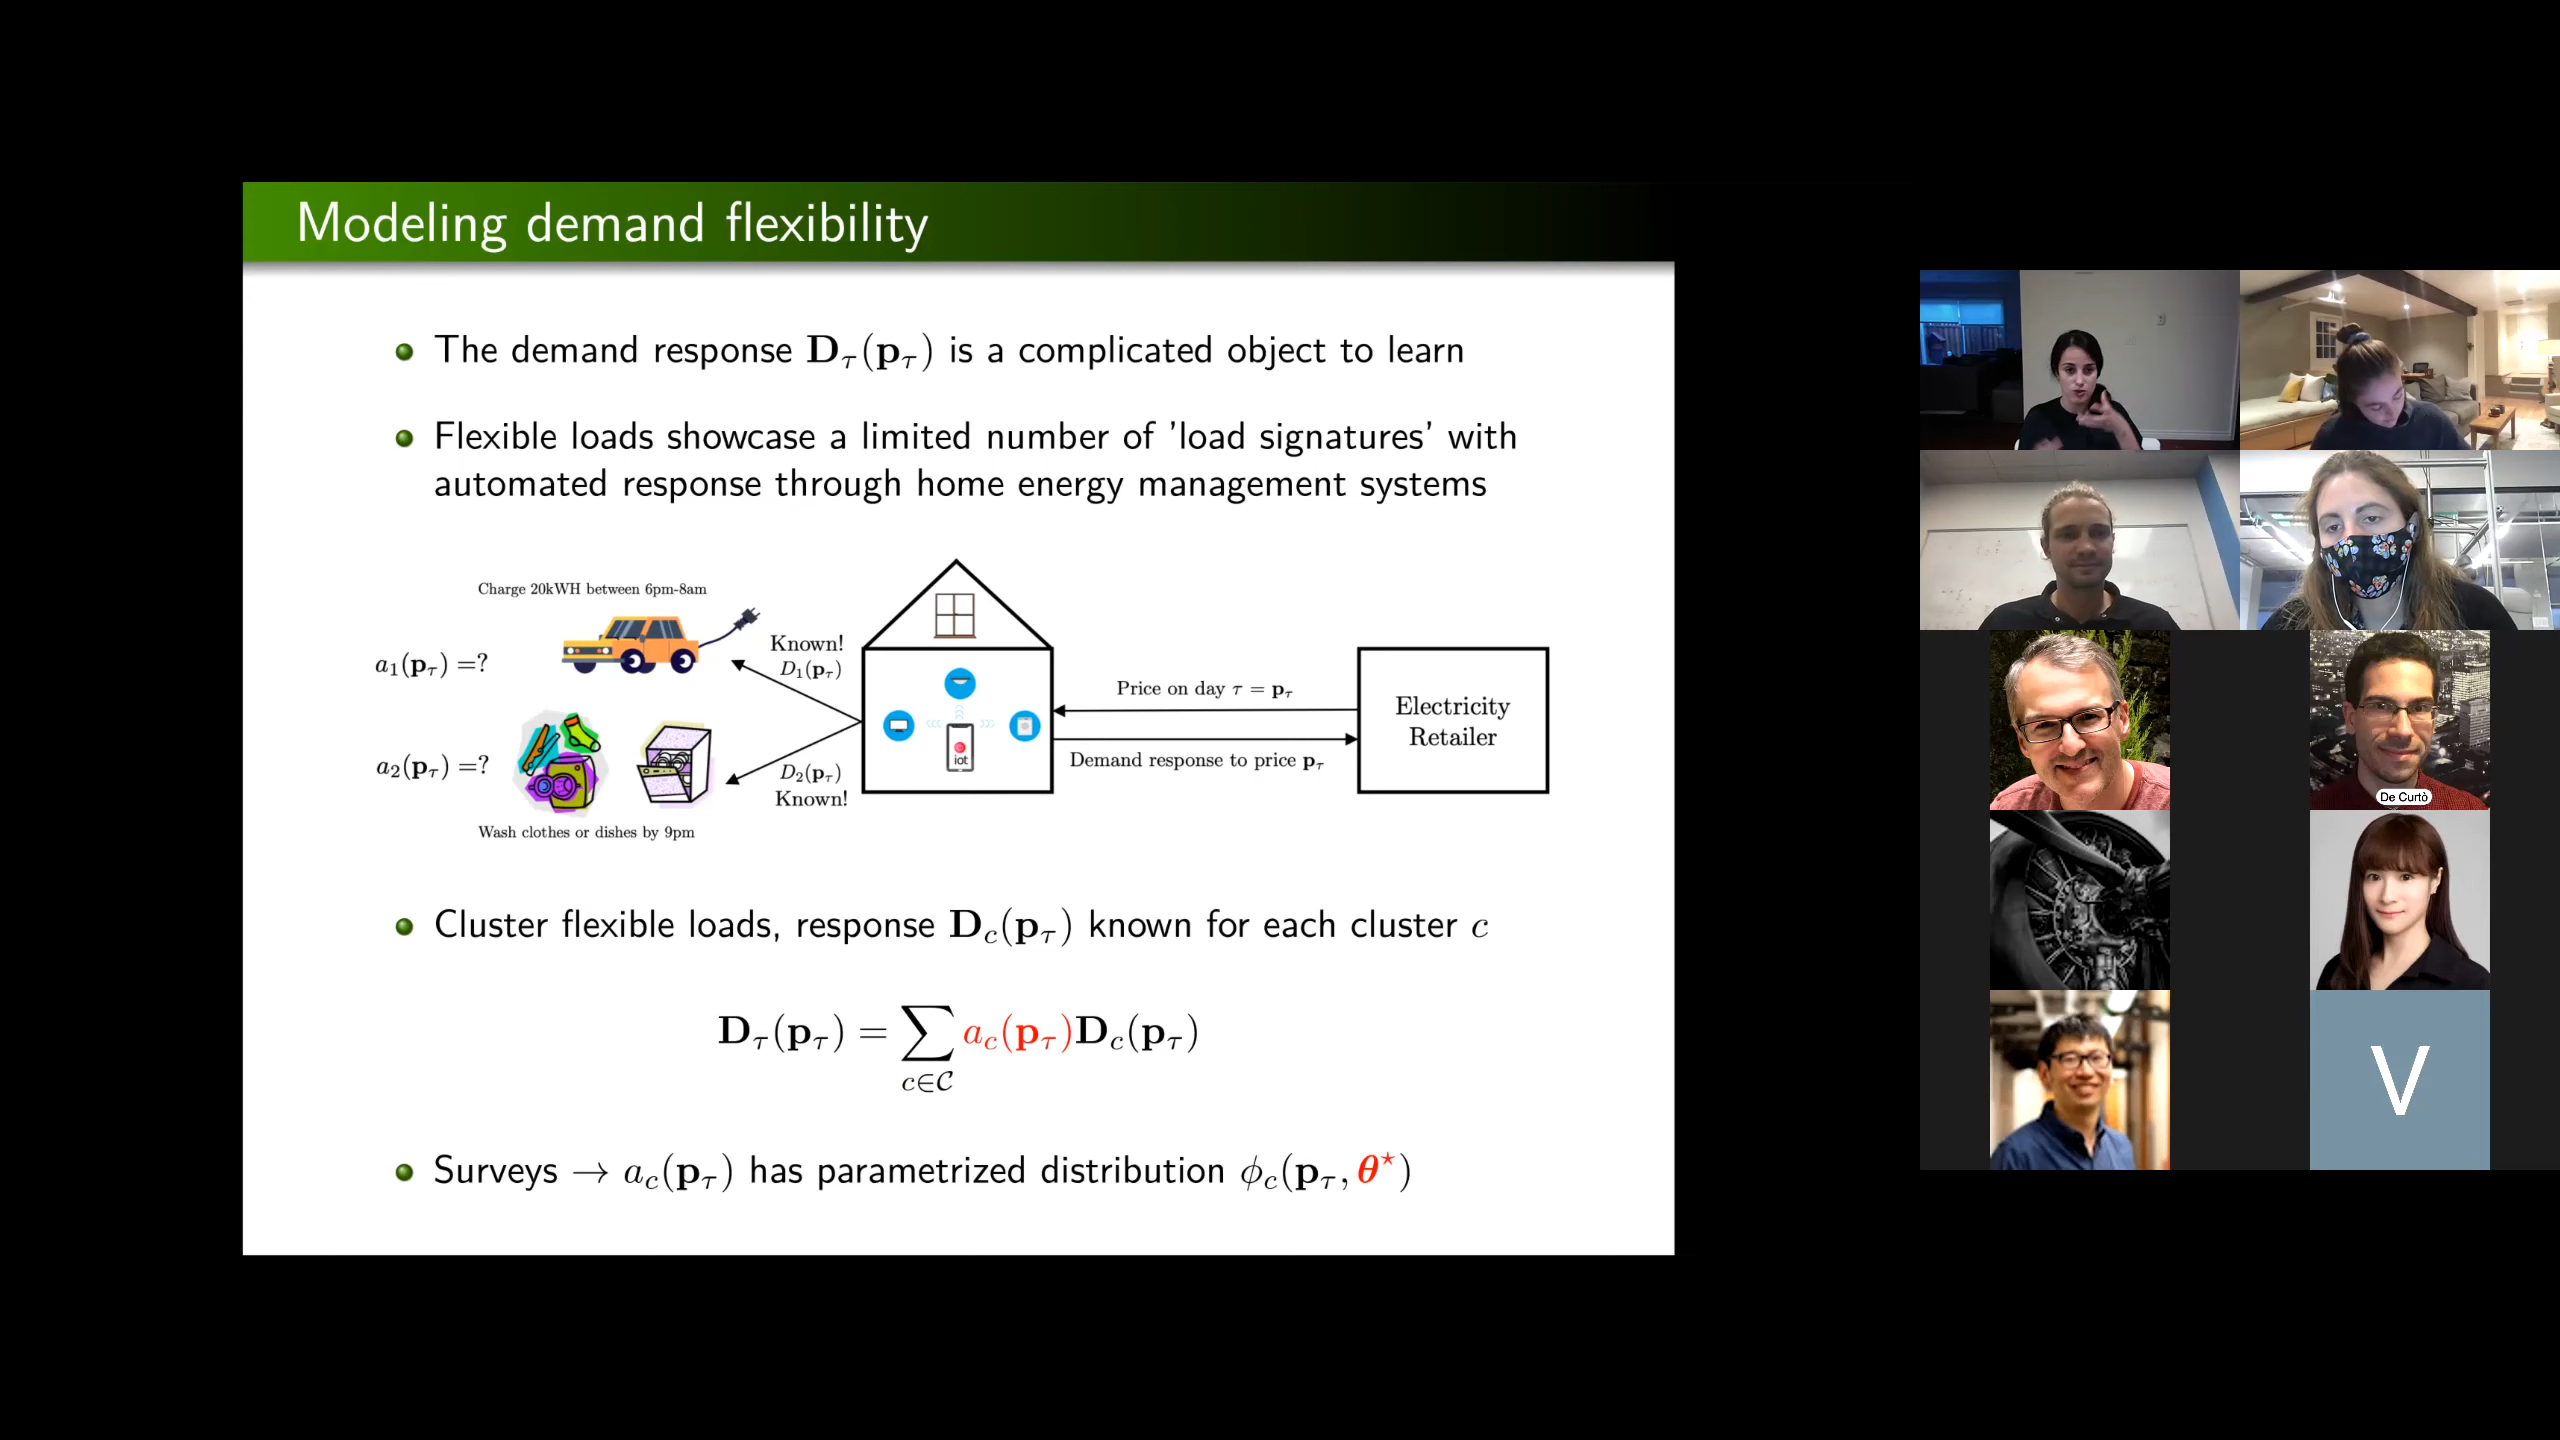 Modeling demand flexibility
The demand response D_τ(p_τ) is a complicated object to learn
Flexible loads showcase a limited number of 'load signatures' with
automated response through home energy management systems
Charge 20kWH between 6pm-8am
a_1(p_τ) =?
Known!
D_1(p_τ)
a_2(p_τ) =?
D_2(p_τ)
Known!
Wash clothes or dishes by 9pm
iot
Price on day τ = p_τ
Demand response to price p_τ
Electricity
Retailer
Cluster flexible loads, response D_c(p_τ) known for each cluster c
D_τ(p_τ) = ∑_{c∈𝒞} a_c(p_τ)D_c(p_τ)
Surveys → a_c(p_τ) has parametrized distribution ϕ_c(p_τ, θ*)
De Curtò
V